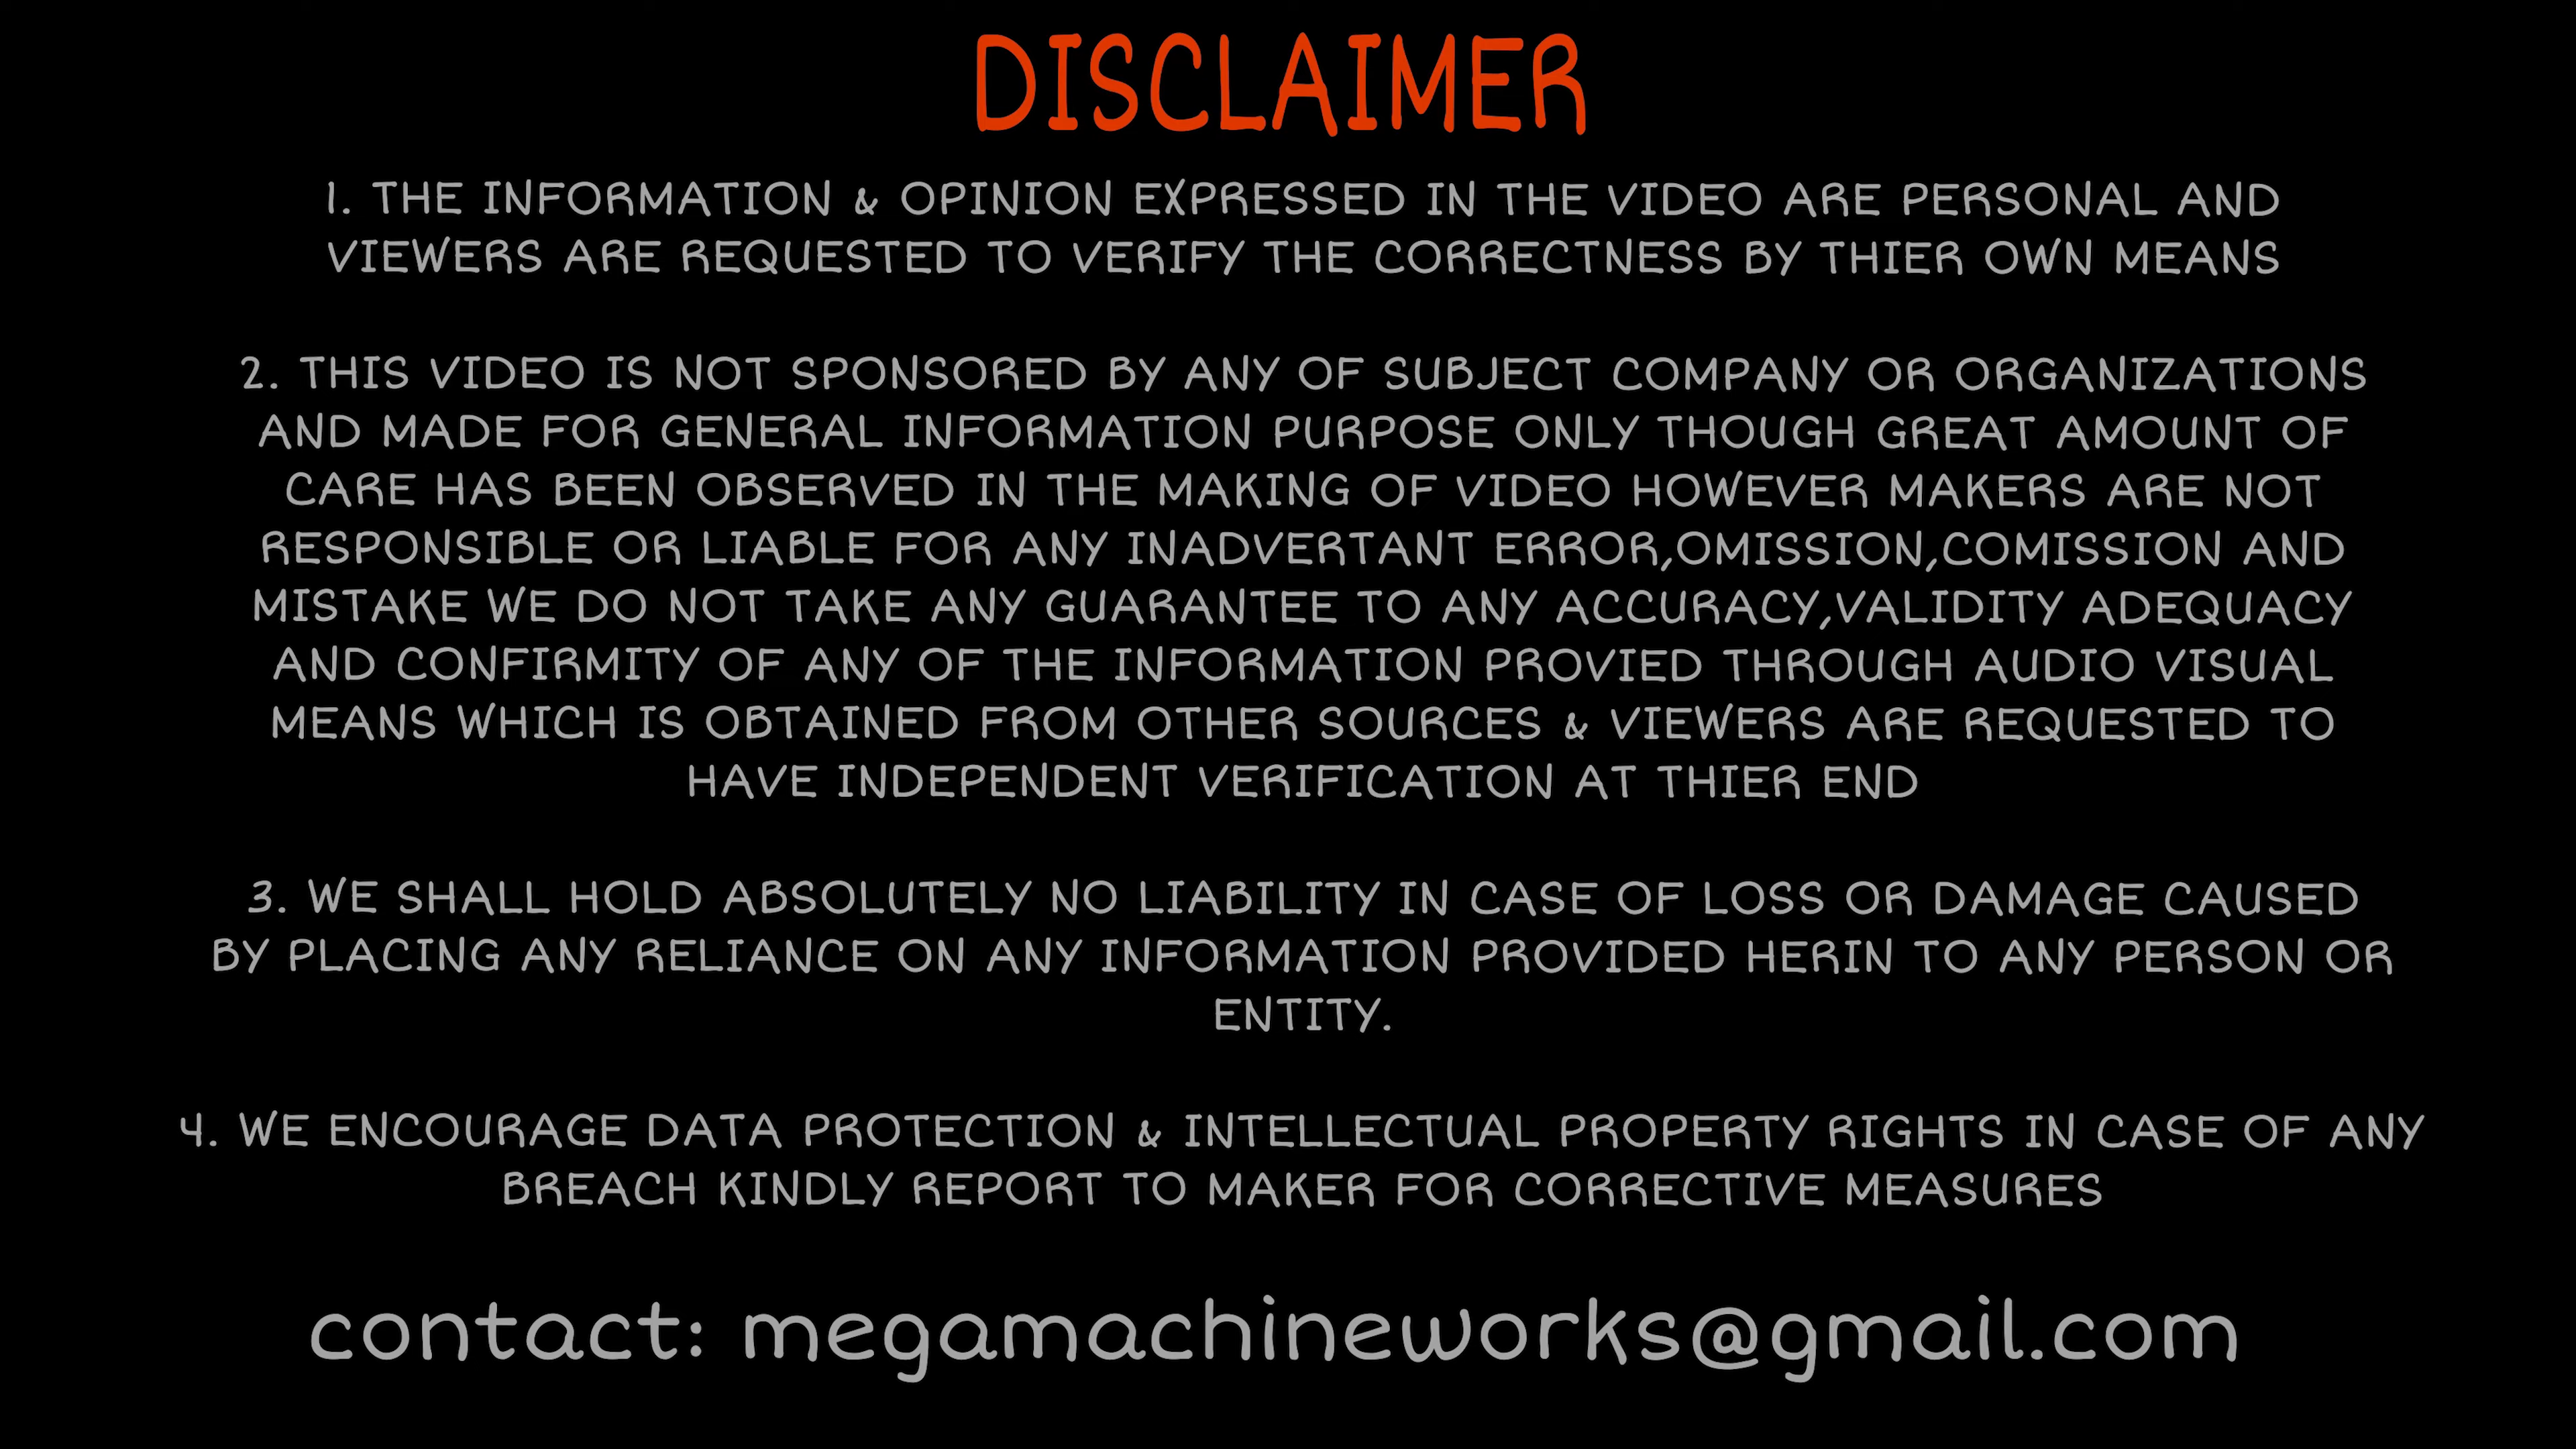 DISCLAIMER
1. THE INFORMATION & OPINION EXPRESSED IN THE VIDEO ARE PERSONAL AND
VIEWERS ARE REQUESTED TO VERIFY THE CORRECTNESS BY THIER OWN MEANS
2. THIS VIDEO IS NOT SPONSORED BY ANY OF SUBJECT COMPANY OR ORGANIZATIONS
AND MADE FOR GENERAL INFORMATION PURPOSE ONLY THOUGH GREAT AMOUNT OF
CARE HAS BEEN OBSERVED IN THE MAKING OF VIDEO HOWEVER MAKERS ARE NOT
RESPONSIBLE OR LIABLE FOR ANY INADVERTANT ERROR,OMISSION,COMISSION AND
MISTAKE WE DO NOT TAKE ANY GUARANTEE TO ANY ACCURACY,VALIDITY ADEQUACY
AND CONFIRMITY OF ANY OF THE INFORMATION PROVIED THROUGH AUDIO VISUAL
MEANS WHICH IS OBTAINED FROM OTHER SOURCES & VIEWERS ARE REQUESTED TO
HAVE INDEPENDENT VERIFICATION AT THIER END
3. WE SHALL HOLD ABSOLUTELY NO LIABILITY IN CASE OF LOSS OR DAMAGE CAUSED
BY PLACING ANY RELIANCE ON ANY INFORMATION PROVIDED HERIN TO ANY PERSON OR
ENTITY.
4. WE ENCOURAGE DATA PROTECTION & INTELLECTUAL PROPERTY RIGHTS IN CASE OF ANY
BREACH KINDLY REPORT TO MAKER FOR CORRECTIVE MEASURES
contact: megamachineworks@gmail.com